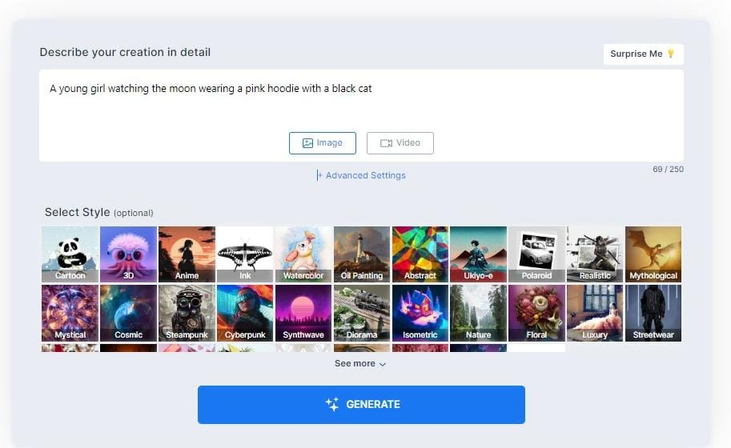 Describe your creation in detail
Surprise Me
A young girl watching the moon wearing a pink hoodie with a black cat
Image
Video
69 / 250
+ Advanced Settings
Select Style (optional)
Cartoon 3D Anime Ink Watercolor Oil Painting Abstract Ukiyo-e Polaroid Realistic Mythological
Mystical Cosmic Steampunk Cyberpunk Synthwave Diorama Isometric Nature Floral Luxury Streetwear
See more
GENERATE